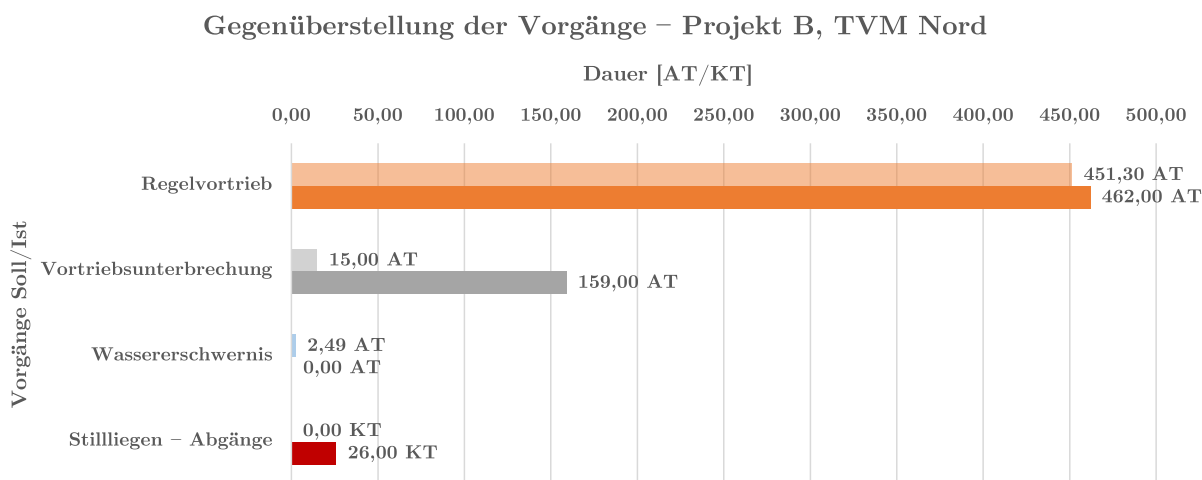 Gegenüberstellung der Vorgänge – Projekt B, TVM Nord
Dauer [AT/KT]
0,00 50,00 100,00 150,00 200,00 250,00 300,00 350,00 400,00 450,00 500,00
Vorgänge Soll/Ist
Regelvortrieb
451,30 AT
462,00 AT
Vortriebsunterbrechung
15,00 AT
159,00 AT
Wassererschwernis
2,49 AT
0,00 AT
Stillliegen – Abgänge
0,00 KT
26,00 KT